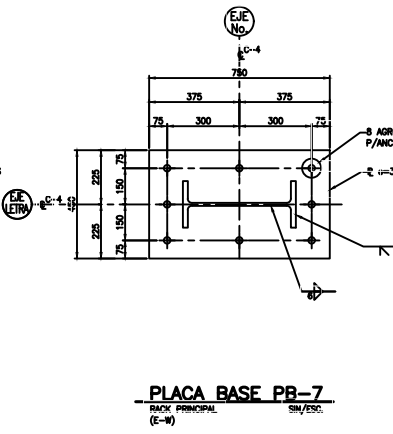 EJE
No.
C-4
750
375 375
75 300 300 75
8 AGR
P/ANC
75
225
150
EJE
LETRA
C-4
450
150
225
75
6
PLACA BASE PB-7
RACK PRINCIPAL SIN/ESC.
(E-W)